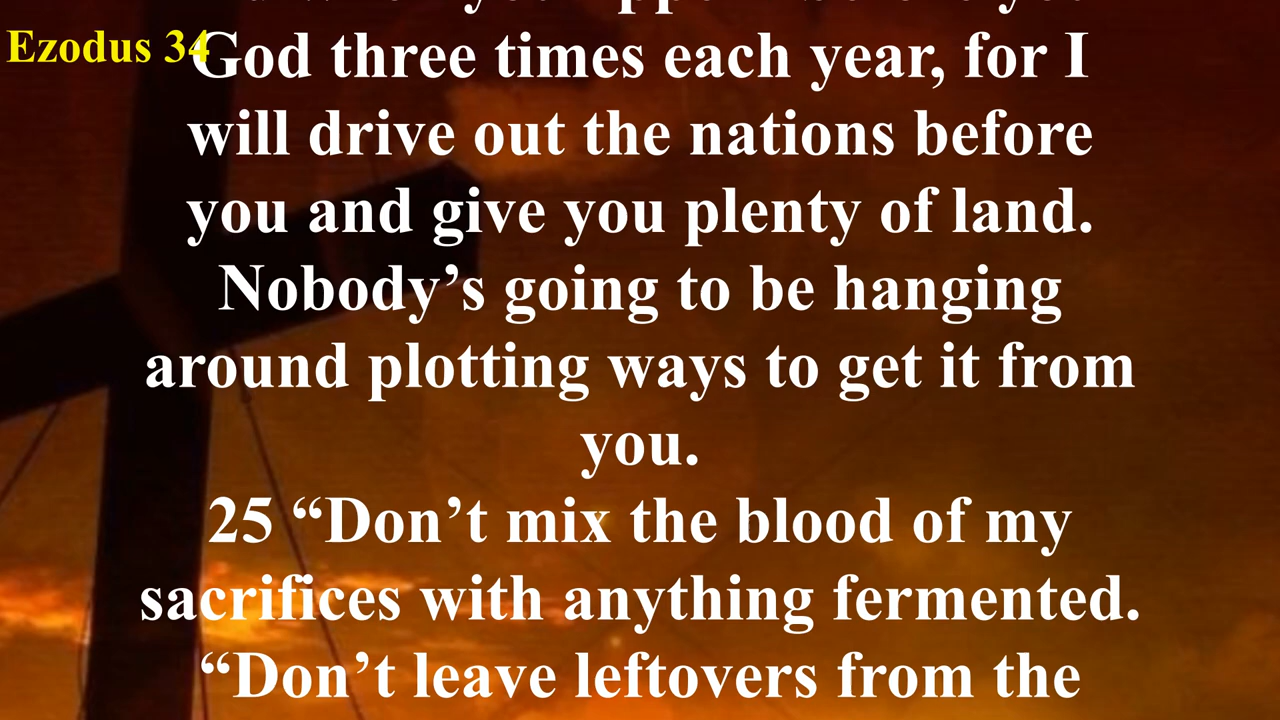 Ezodus 34
God three times each year, for I
will drive out the nations before
you and give you plenty of land.
Nobody’s going to be hanging
around plotting ways to get it from
you.
25 “Don’t mix the blood of my
sacrifices with anything fermented.
“Don’t leave leftovers from the